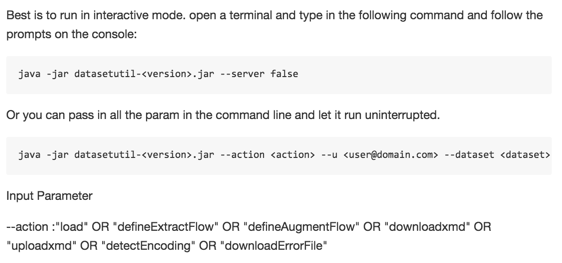 Best is to run in interactive mode. open a terminal and type in the following command and follow the
prompts on the console:
java -jar datasetutil-<version>.jar --server false
Or you can pass in all the param in the command line and let it run uninterrupted.
java -jar datasetutil-<version>.jar --action <action> --u <user@domain.com> --dataset <dataset>
Input Parameter
--action :"load" OR "defineExtractFlow" OR "defineAugmentFlow" OR "downloadxmd" OR
"uploadxmd" OR "detectEncoding" OR "downloadErrorFile"